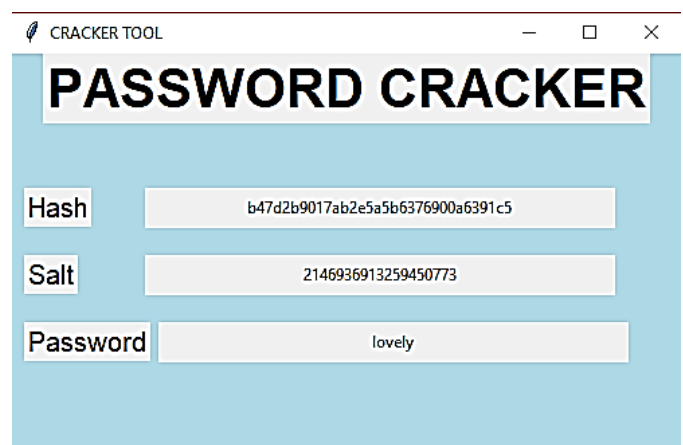 CRACKER TOOL
PASSWORD CRACKER
Hash b47d2b9017ab2e5a5b6376900a6391c5
Salt 2146936913259450773
Password lovely